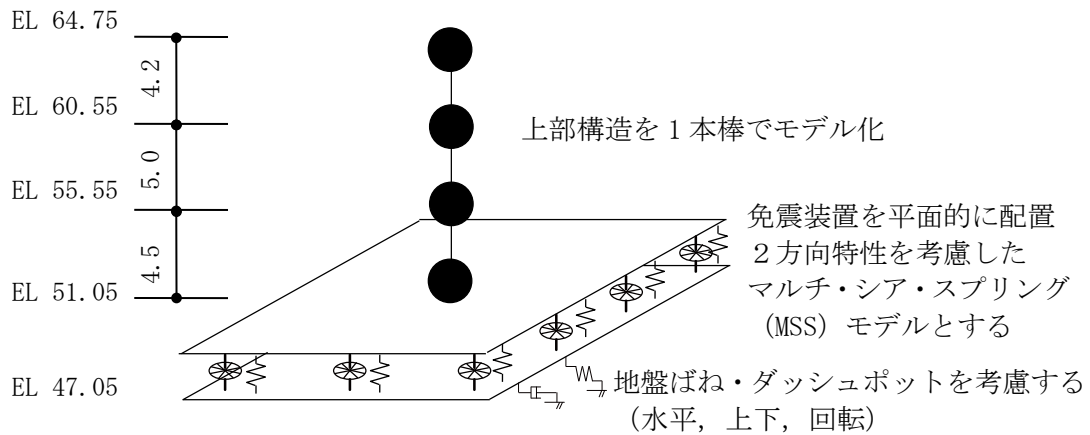 EL 64.75
4.2
EL 60.55
5.0
EL 55.55
4.5
EL 51.05
EL 47.05
上部構造を１本棒でモデル化
免震装置を平面的に配置
２方向特性を考慮した
マルチ・シア・スプリング
（MSS）モデルとする
地盤ばね・ダッシュポットを考慮する
（水平，上下，回転）